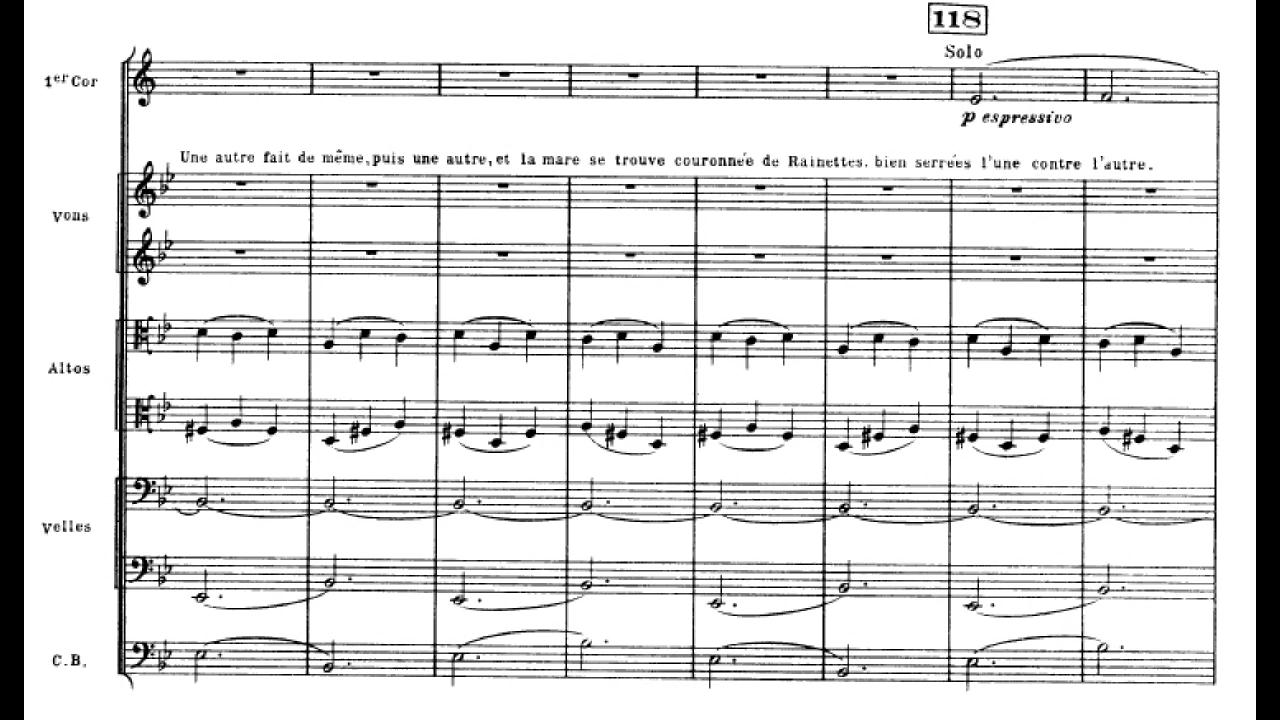 118
Solo
1er Cor
p espressivo
Une autre fait de même, puis une autre, et la mare se trouve couronnée de Rainettes, bien serrées l'une contre l'autre.
Vons
Altos
Velles
C.B.